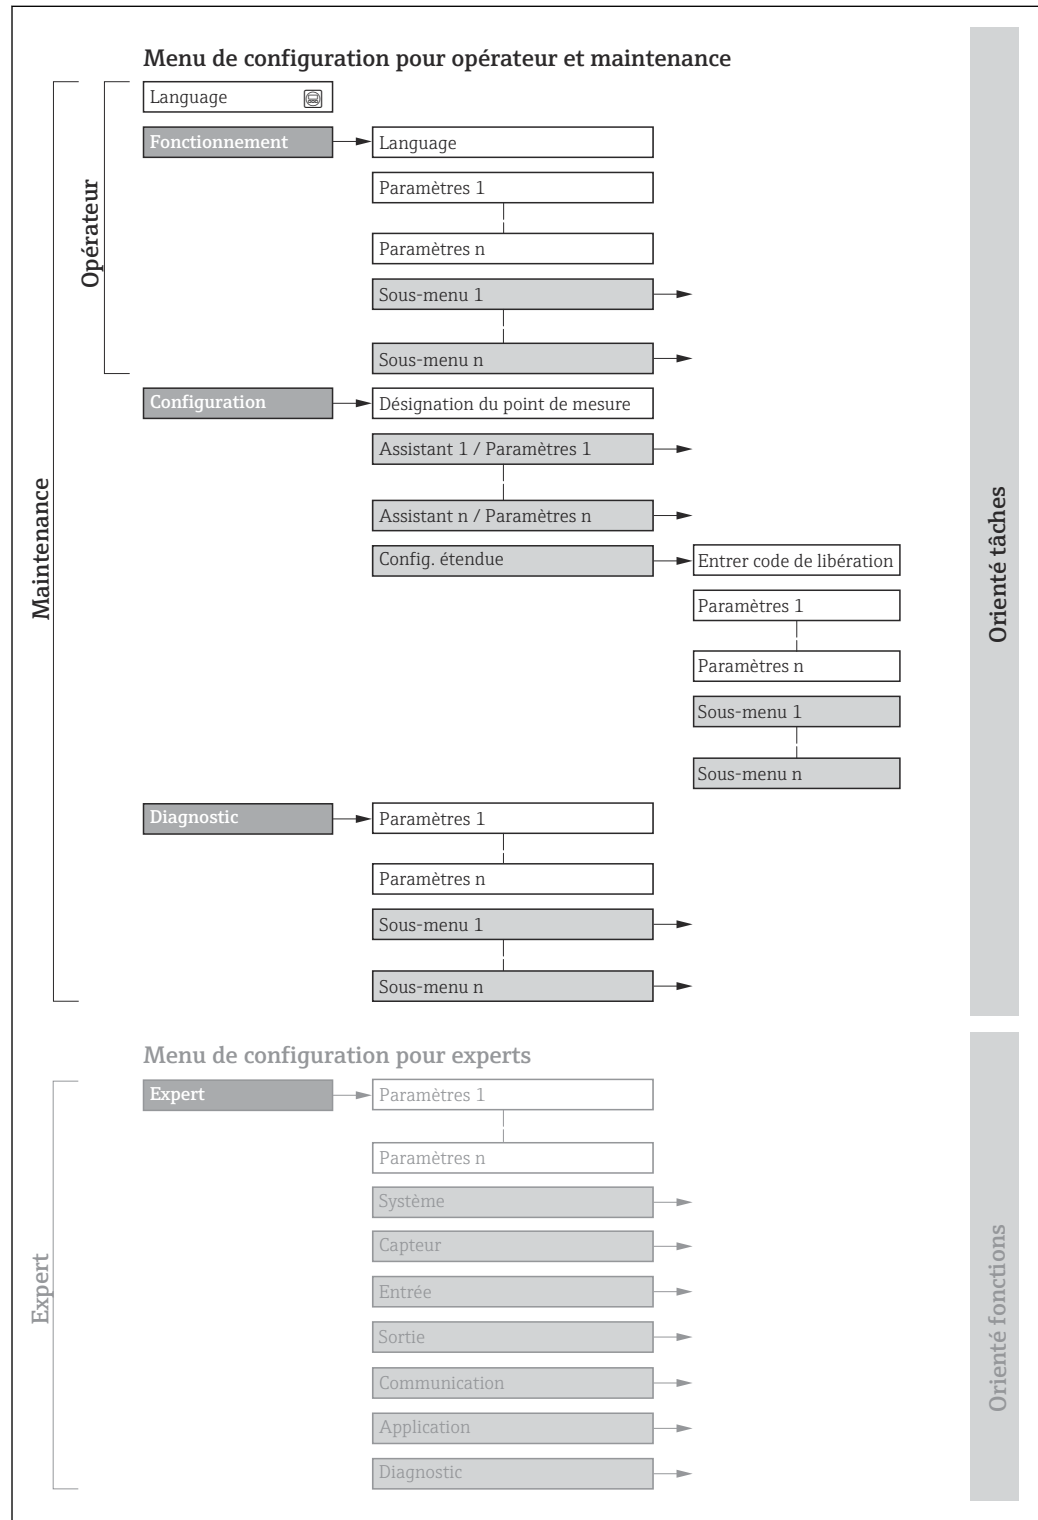 Menu de configuration pour opérateur et maintenance
Language
Fonctionnement
Language
Paramètres 1
Paramètres n
Sous-menu 1
Sous-menu n
Opérateur
Configuration
Désignation du point de mesure
Assistant 1 / Paramètres 1
Assistant n / Paramètres n
Config. étendue
Entrer code de libération
Paramètres 1
Paramètres n
Sous-menu 1
Sous-menu n
Maintenance
Orienté tâches
Diagnostic
Paramètres 1
Paramètres n
Sous-menu 1
Sous-menu n
Menu de configuration pour experts
Expert
Paramètres 1
Paramètres n
Système
Capteur
Entrée
Sortie
Communication
Application
Diagnostic
Expert
Orienté fonctions